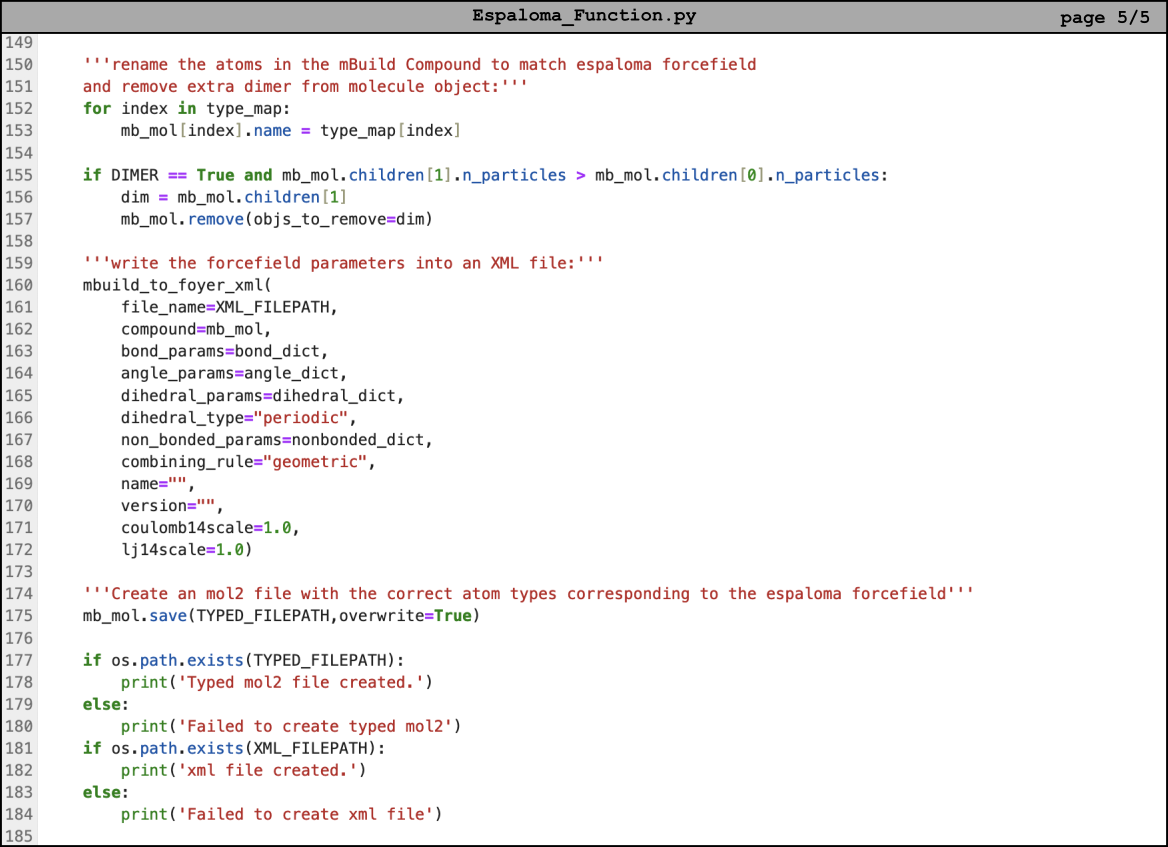 Espaloma_Function.py
page 5/5
149
150     '''rename the atoms in the mBuild Compound to match espaloma forcefield
151     and remove extra dimer from molecule object:'''
152     for index in type_map:
153         mb_mol[index].name = type_map[index]
154
155     if DIMER == True and mb_mol.children[1].n_particles > mb_mol.children[0].n_particles:
156         dim = mb_mol.children[1]
157         mb_mol.remove(objs_to_remove=dim)
158
159     '''write the forcefield parameters into an XML file:'''
160     mbuild_to_foyer_xml(
161         file_name=XML_FILEPATH,
162         compound=mb_mol,
163         bond_params=bond_dict,
164         angle_params=angle_dict,
165         dihedral_params=dihedral_dict,
166         dihedral_type="periodic",
167         non_bonded_params=nonbonded_dict,
168         combining_rule="geometric",
169         name="",
170         version="",
171         coulomb14scale=1.0,
172         lj14scale=1.0)
173
174     '''Create an mol2 file with the correct atom types corresponding to the espaloma forcefield'''
175     mb_mol.save(TYPED_FILEPATH,overwrite=True)
176
177     if os.path.exists(TYPED_FILEPATH):
178         print('Typed mol2 file created.')
179     else:
180         print('Failed to create typed mol2')
181     if os.path.exists(XML_FILEPATH):
182         print('xml file created.')
183     else:
184         print('Failed to create xml file')
185